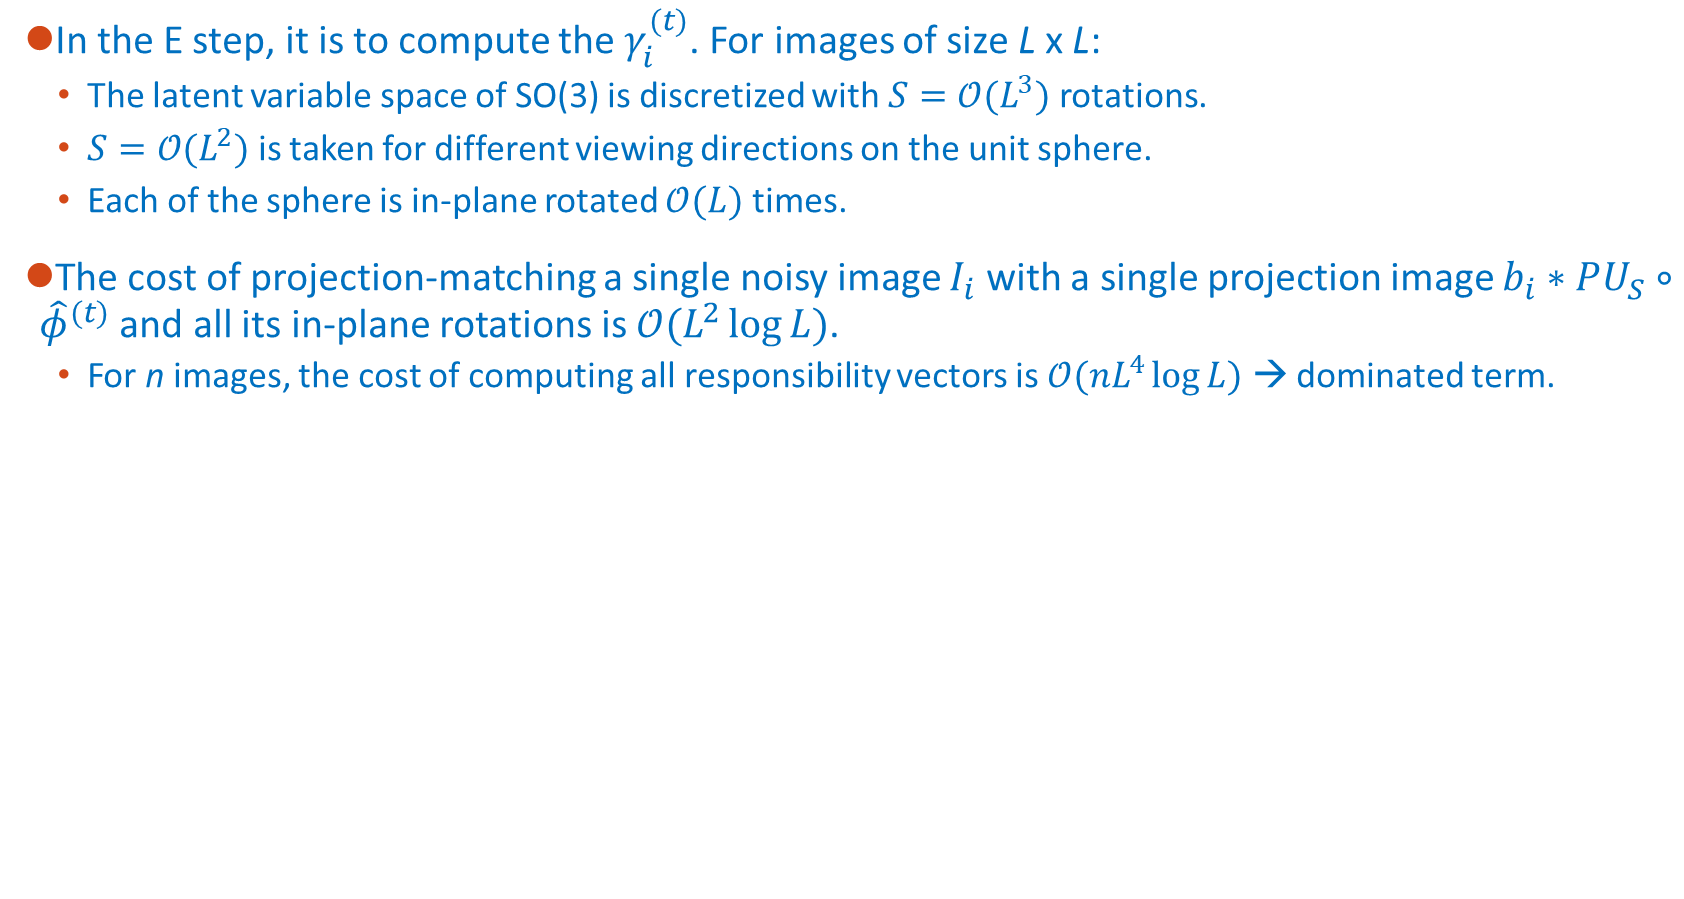 ●In the E step, it is to compute the γᵢ⁽ᵗ⁾. For images of size L x L:
• The latent variable space of SO(3) is discretized with S = 𝒪(L³) rotations.
• S = 𝒪(L²) is taken for different viewing directions on the unit sphere.
• Each of the sphere is in-plane rotated 𝒪(L) times.
●The cost of projection-matching a single noisy image Iᵢ with a single projection image bᵢ ∗ PU_S ∘
ϕ̂⁽ᵗ⁾ and all its in-plane rotations is 𝒪(L² log L).
• For n images, the cost of computing all responsibility vectors is 𝒪(nL⁴ log L) → dominated term.